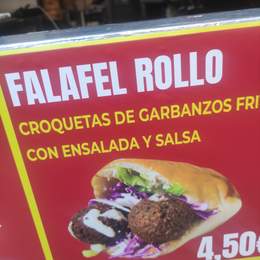 FALAFEL ROLLO
CROQUETAS DE GARBANZOS FRI
CON ENSALADA Y SALSA
4,50€